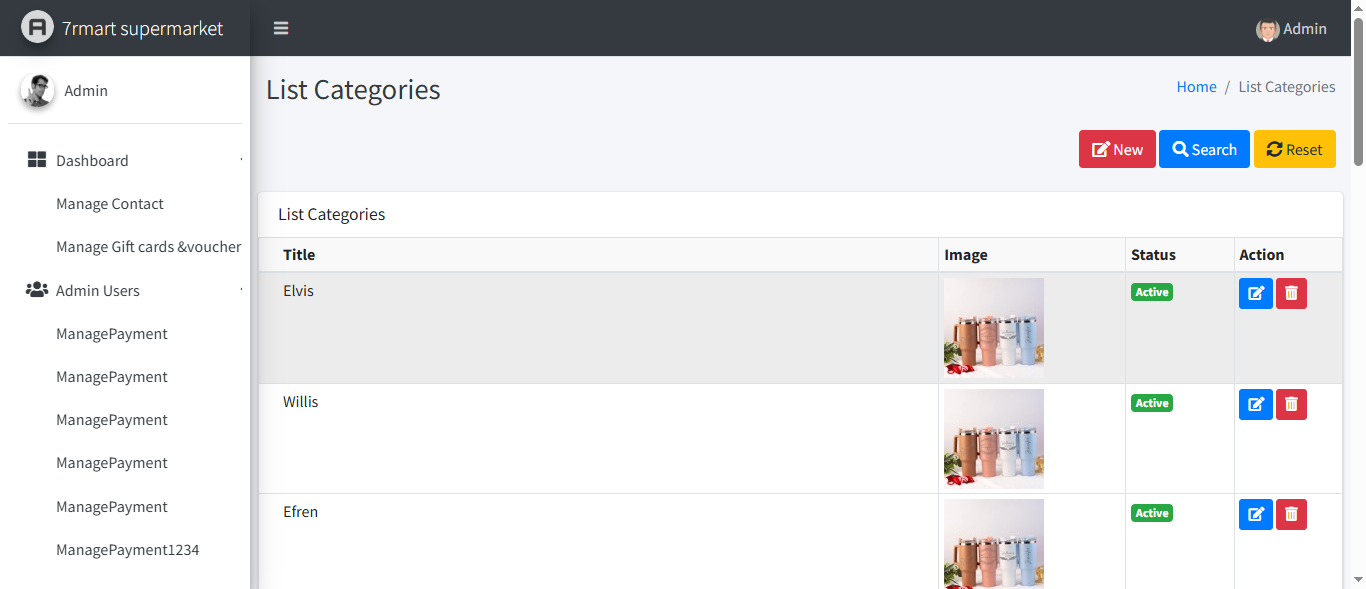 7rmart supermarket
Admin
Admin
List Categories
Home / List Categories
New Search Reset
Dashboard
Manage Contact
Manage Gift cards &voucher
Admin Users
ManagePayment
ManagePayment
ManagePayment
ManagePayment
ManagePayment
ManagePayment1234
List Categories
Title Image Status Action
Elvis Active
Willis Active
Efren Active